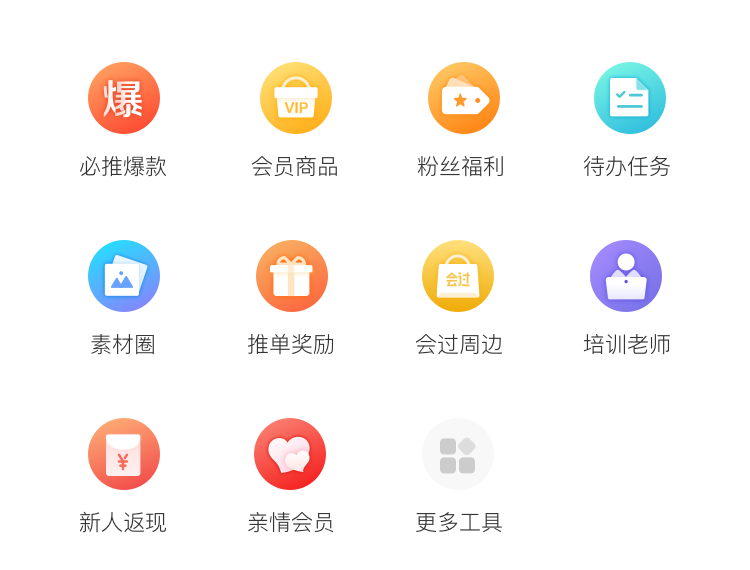 爆
VIP
必推爆款 会员商品 粉丝福利 待办任务
会过
素材圈 推单奖励 会过周边 培训老师
¥
新人返现 亲情会员 更多工具